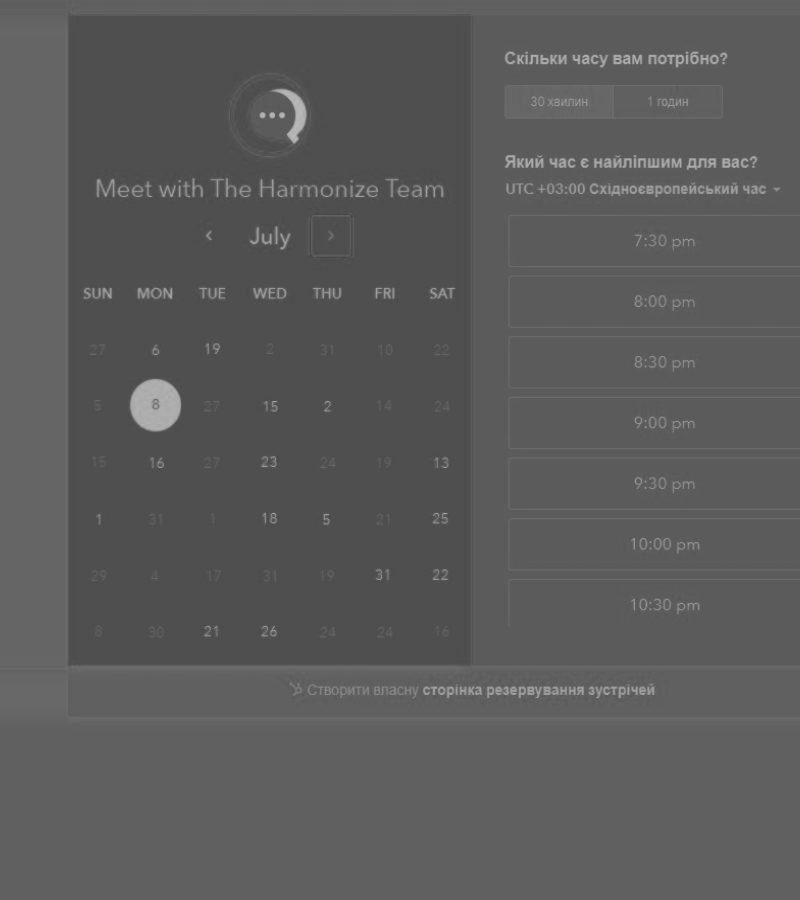 Meet with The Harmonize Team
July
SUN MON TUE WED THU FRI SAT
27 6 19 2 31 10 22
5 8 27 15 2 14 24
15 16 27 23 24 19 13
1 31 1 18 5 21 25
29 4 17 31 19 31 22
8 30 21 26 24 24 16
Скільки часу вам потрібно?
30 хвилин 1 годин
Який час є найліпшим для вас?
UTC +03:00 Східноєвропейський час
7:30 pm
8:00 pm
8:30 pm
9:00 pm
9:30 pm
10:00 pm
10:30 pm
Створити власну сторінка резервування зустрічей